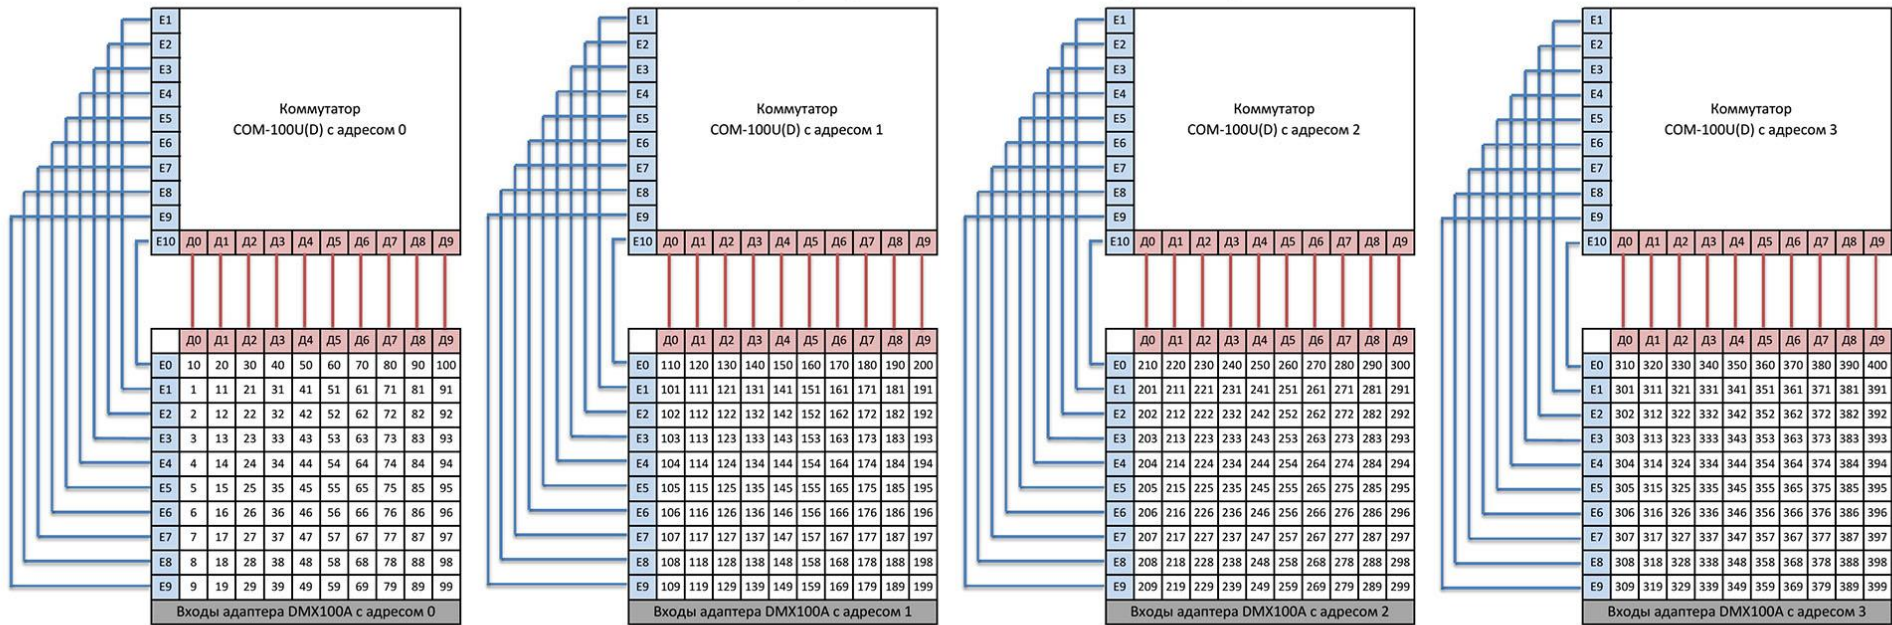 E1 E1 E1 E1
E2 E2 E2 E2
E3 E3 E3 E3
E4 Коммутатор E4 Коммутатор E4 Коммутатор E4 Коммутатор
E5 COM-100U(D) с адресом 0 E5 COM-100U(D) с адресом 1 E5 COM-100U(D) с адресом 2 E5 COM-100U(D) с адресом 3
E6 E6 E6 E6
E7 E7 E7 E7
E8 E8 E8 E8
E9 E9 E9 E9
E10 Д0 Д1 Д2 Д3 Д4 Д5 Д6 Д7 Д8 Д9 E10 Д0 Д1 Д2 Д3 Д4 Д5 Д6 Д7 Д8 Д9 E10 Д0 Д1 Д2 Д3 Д4 Д5 Д6 Д7 Д8 Д9 E10 Д0 Д1 Д2 Д3 Д4 Д5 Д6 Д7 Д8 Д9
Д0 Д1 Д2 Д3 Д4 Д5 Д6 Д7 Д8 Д9 Д0 Д1 Д2 Д3 Д4 Д5 Д6 Д7 Д8 Д9 Д0 Д1 Д2 Д3 Д4 Д5 Д6 Д7 Д8 Д9 Д0 Д1 Д2 Д3 Д4 Д5 Д6 Д7 Д8 Д9
E0 10 20 30 40 50 60 70 80 90 100 E0 110 120 130 140 150 160 170 180 190 200 E0 210 220 230 240 250 260 270 280 290 300 E0 310 320 330 340 350 360 370 380 390 400
E1 1 11 21 31 41 51 61 71 81 91 E1 101 111 121 131 141 151 161 171 181 191 E1 201 211 221 231 241 251 261 271 281 291 E1 301 311 321 331 341 351 361 371 381 391
E2 2 12 22 32 42 52 62 72 82 92 E2 102 112 122 132 142 152 162 172 182 192 E2 202 212 222 232 242 252 262 272 282 292 E2 302 312 322 332 342 352 362 372 382 392
E3 3 13 23 33 43 53 63 73 83 93 E3 103 113 123 133 143 153 163 173 183 193 E3 203 213 223 233 243 253 263 273 283 293 E3 303 313 323 333 343 353 363 373 383 393
E4 4 14 24 34 44 54 64 74 84 94 E4 104 114 124 134 144 154 164 174 184 194 E4 204 214 224 234 244 254 264 274 284 294 E4 304 314 324 334 344 354 364 374 384 394
E5 5 15 25 35 45 55 65 75 85 95 E5 105 115 125 135 145 155 165 175 185 195 E5 205 215 225 235 245 255 265 275 285 295 E5 305 315 325 335 345 355 365 375 385 395
E6 6 16 26 36 46 56 66 76 86 96 E6 106 116 126 136 146 156 166 176 186 196 E6 206 216 226 236 246 256 266 276 286 296 E6 306 316 326 336 346 356 366 376 386 396
E7 7 17 27 37 47 57 67 77 87 97 E7 107 117 127 137 147 157 167 177 187 197 E7 207 217 227 237 247 257 267 277 287 297 E7 307 317 327 337 347 357 367 377 387 397
E8 8 18 28 38 48 58 68 78 88 98 E8 108 118 128 138 148 158 168 178 188 198 E8 208 218 228 238 248 258 268 278 288 298 E8 308 318 328 338 348 358 368 378 388 398
E9 9 19 29 39 49 59 69 79 89 99 E9 109 119 129 139 149 159 169 179 189 199 E9 209 219 229 239 249 259 269 279 289 299 E9 309 319 329 339 349 359 369 379 389 399
Входы адаптера DMX100A с адресом 0 Входы адаптера DMX100A с адресом 1 Входы адаптера DMX100A с адресом 2 Входы адаптера DMX100A с адресом 3